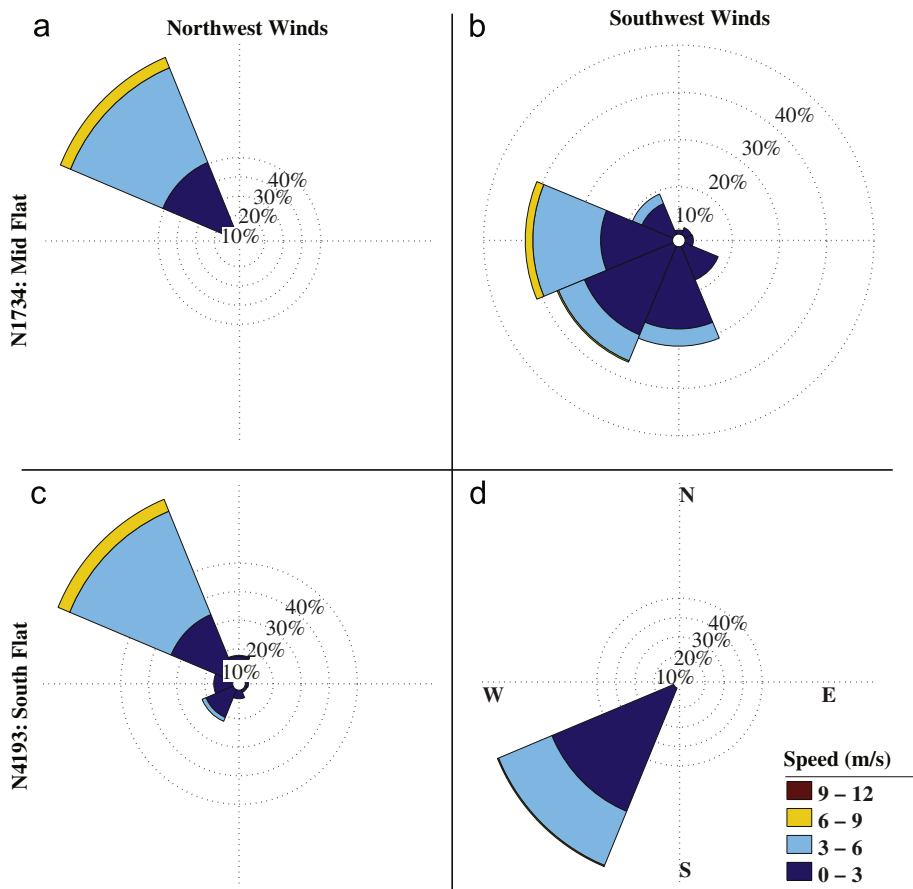 a
Northwest Winds
40%
30%
20%
10%
N1734: Mid Flat
b
Southwest Winds
40%
30%
20%
10%
c
40%
30%
20%
10%
N4193: South Flat
d
N
40%
30%
20%
10%
W
E
S
Speed (m/s)
9 – 12
6 – 9
3 – 6
0 – 3